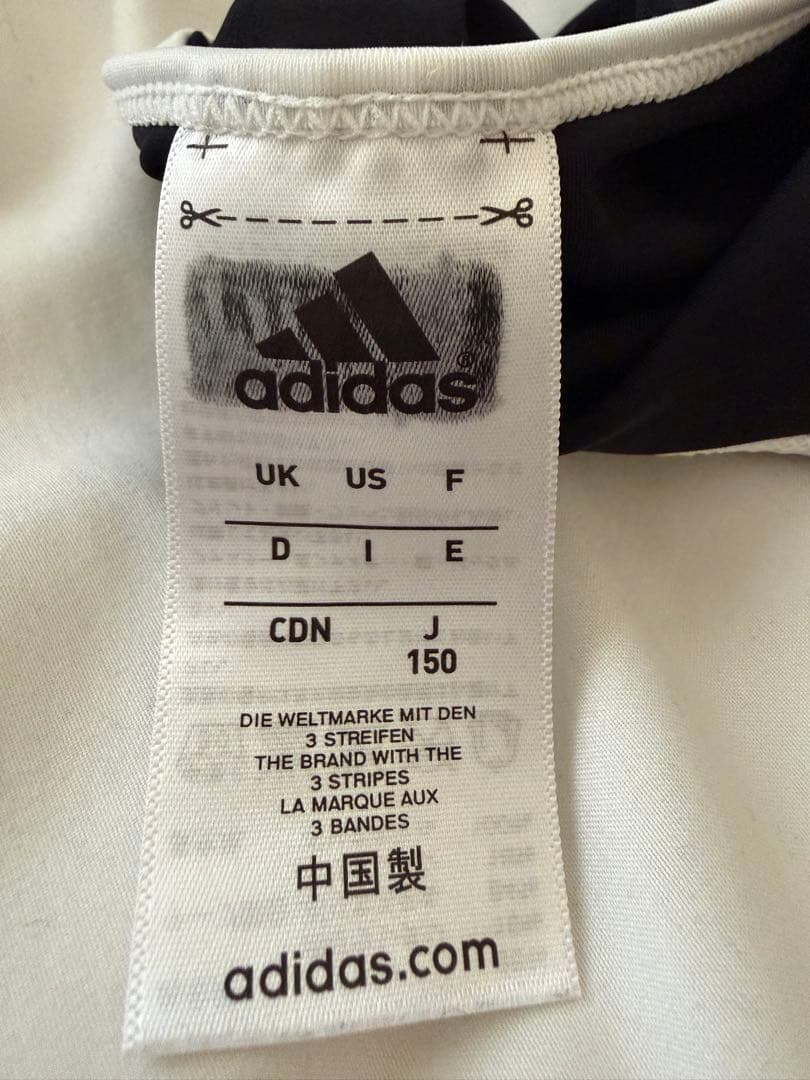 adidas®
UK US F
D I E
CDN J
150
DIE WELTMARKE MIT DEN
3 STREIFEN
THE BRAND WITH THE
3 STRIPES
LA MARQUE AUX
3 BANDES
中国製
adidas.com